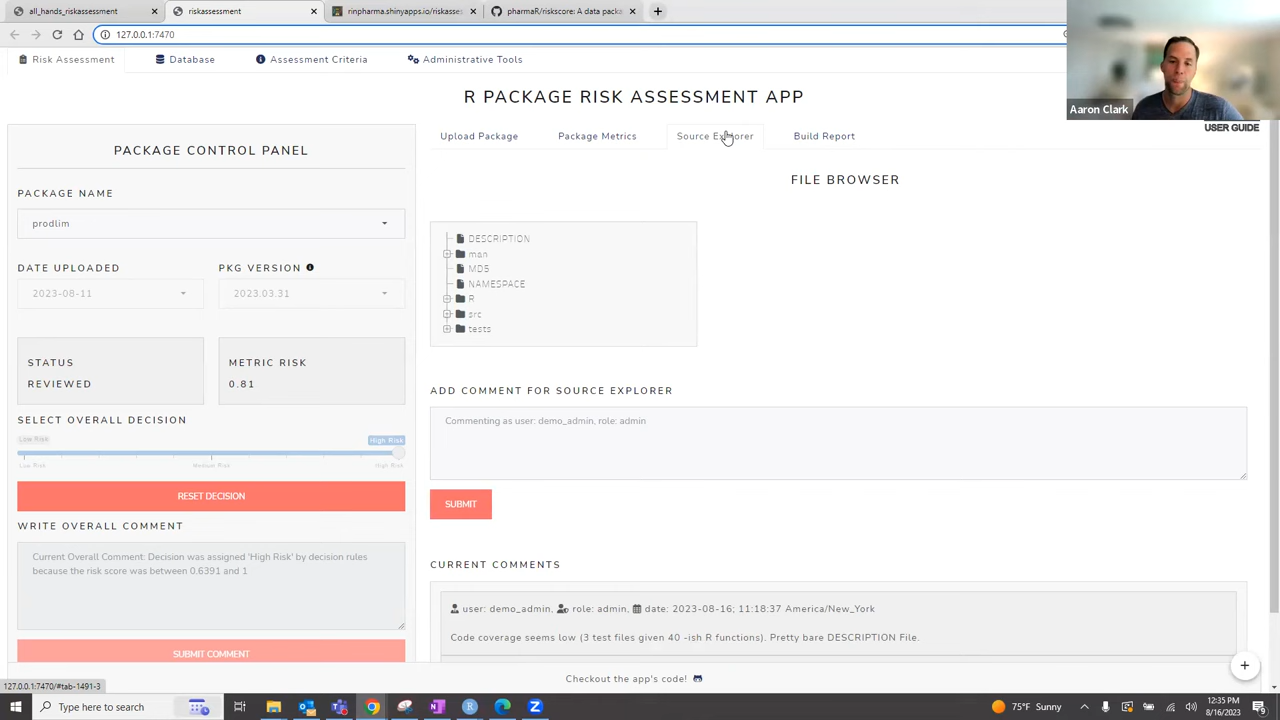 all_hands_assessment
riskassessment
rinpharma.shinyapps.io/riskasse
pharmar/riskscore: A data pack
127.0.0.1:7470
Risk Assessment
Database
Assessment Criteria
Administrative Tools
Aaron Clark
R PACKAGE RISK ASSESSMENT APP
USER GUIDE
Upload Package
Package Metrics
Source Explorer
Build Report
PACKAGE CONTROL PANEL
PACKAGE NAME
prodlim
DATE UPLOADED
PKG VERSION
2023-08-11
2023.03.31
STATUS
REVIEWED
METRIC RISK
0.81
SELECT OVERALL DECISION
Low Risk
High Risk
Low Risk
Medium Risk
High Risk
RESET DECISION
WRITE OVERALL COMMENT
Current Overall Comment: Decision was assigned 'High Risk' by decision rules
because the risk score was between 0.6391 and 1
SUBMIT COMMENT
FILE BROWSER
DESCRIPTION
man
MD5
NAMESPACE
R
src
tests
ADD COMMENT FOR SOURCE EXPLORER
Commenting as user: demo_admin, role: admin
SUBMIT
CURRENT COMMENTS
user: demo_admin, role: admin, date: 2023-08-16; 11:18:37 America/New_York
Code coverage seems low (3 test files given 40 -ish R functions). Pretty bare DESCRIPTION File.
Checkout the app's code!
127.0.0.1:7470/#tab-1491-3
Type here to search
75°F Sunny
12:35 PM
8/16/2023